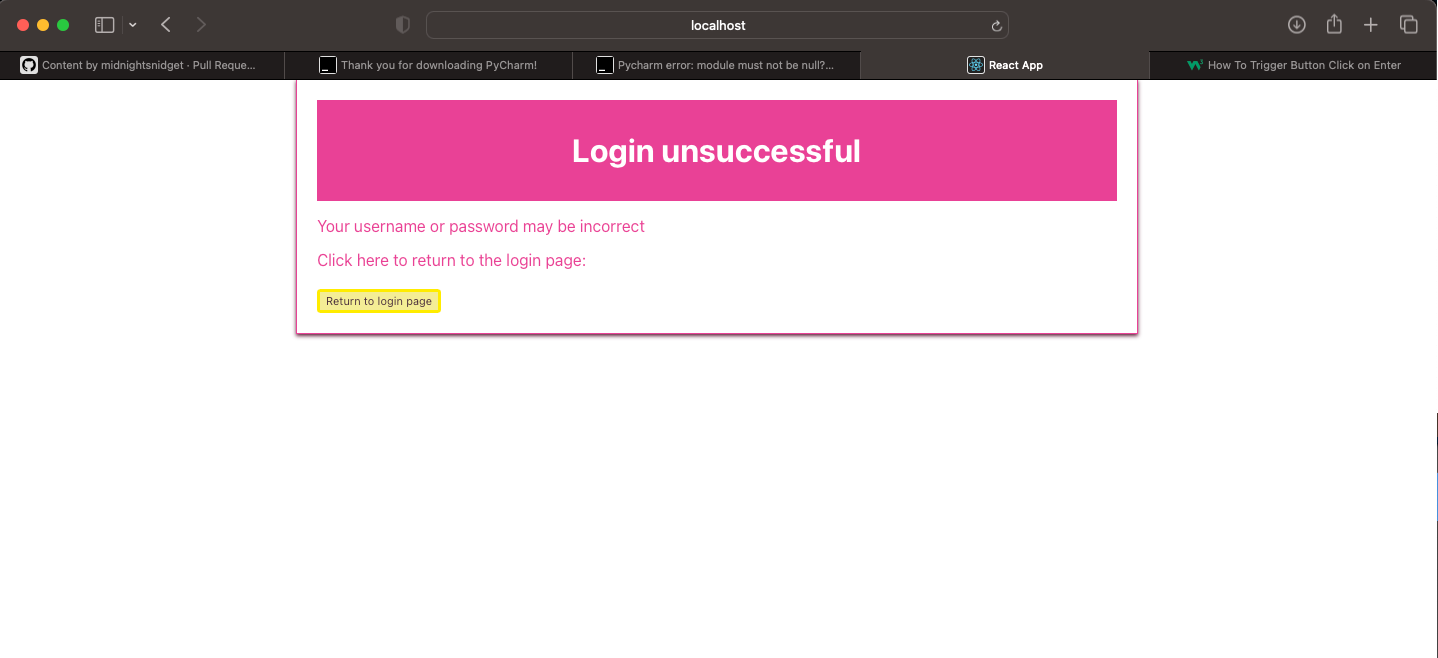 localhost
Content by midnightsnidget · Pull Reque...
Thank you for downloading PyCharm!
Pycharm error: module must not be null?...
React App
How To Trigger Button Click on Enter
Login unsuccessful
Your username or password may be incorrect
Click here to return to the login page:
Return to login page